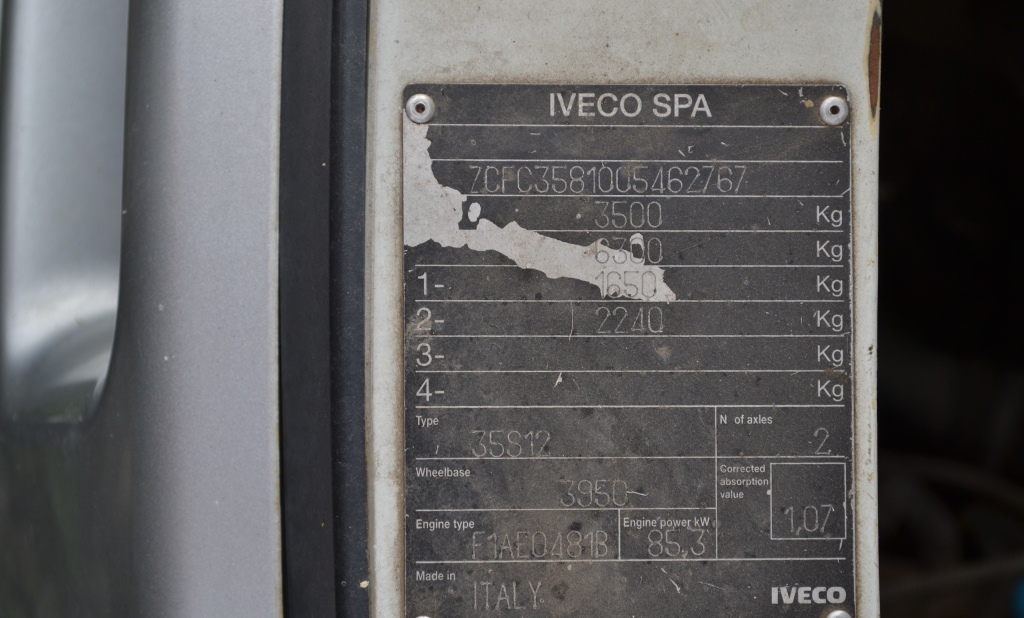 IVECO SPA
ZCFC3581005462767
3500 Kg
6300 Kg
1- 1650 Kg
2- 2240 Kg
3- Kg
4- Kg
Type N of axles
35S12 2
Wheelbase Corrected absorption value
3950 1,07
Engine type Engine power kW
F1AE0481B 85,3
Made in
ITALY IVECO